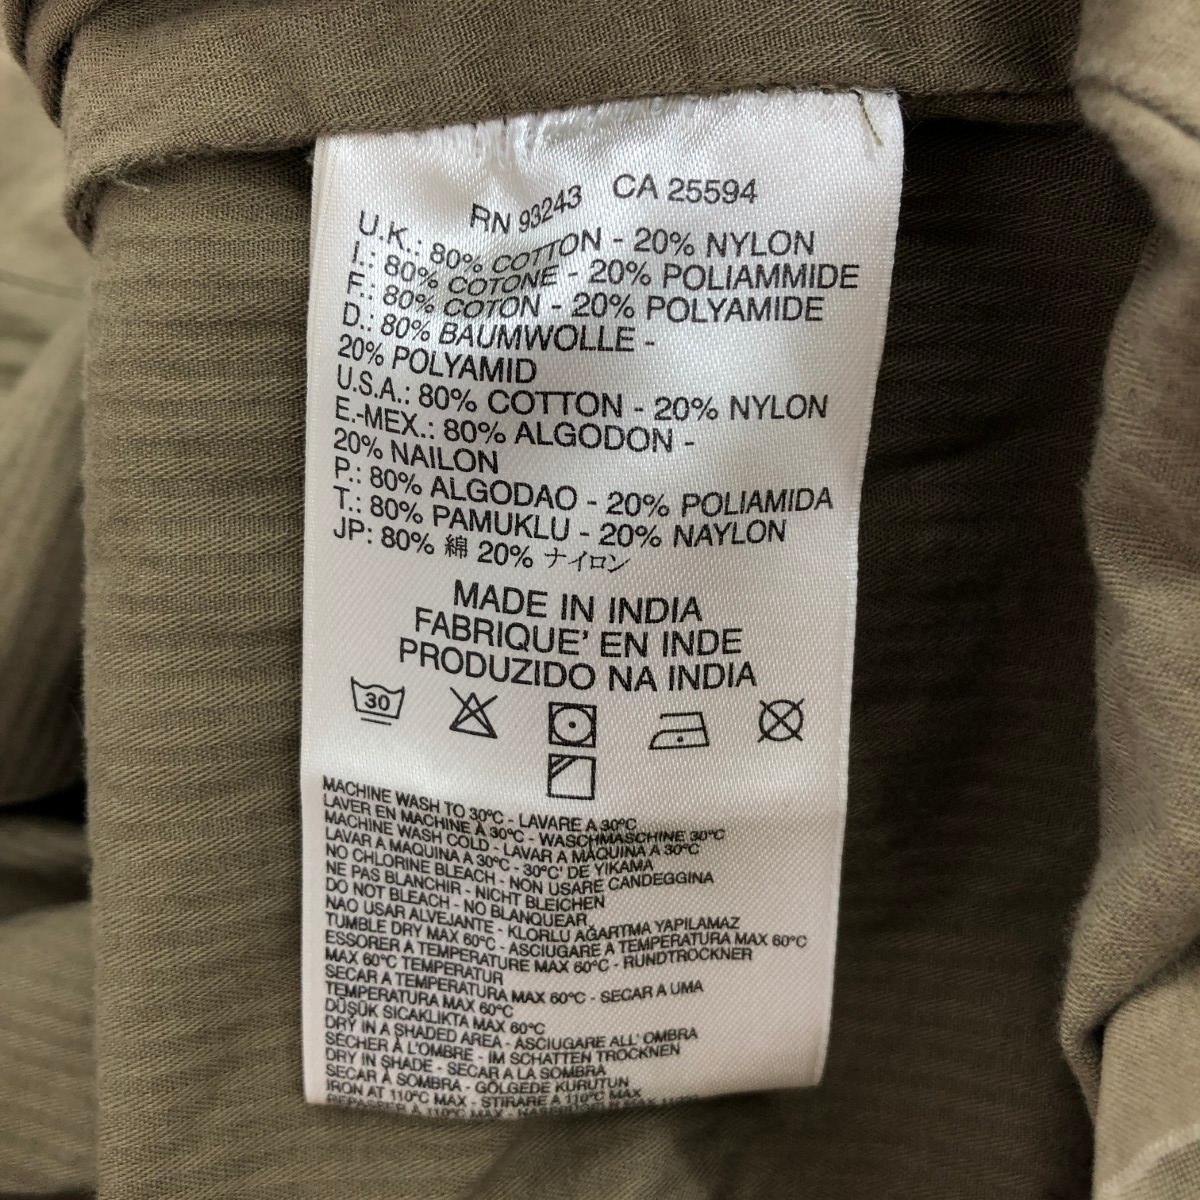 RN 93243 CA 25594
U.K.: 80% COTTON - 20% NYLON
I.: 80% COTONE - 20% POLIAMMIDE
F.: 80% COTON - 20% POLYAMIDE
D.: 80% BAUMWOLLE -
20% POLYAMID
U.S.A.: 80% COTTON - 20% NYLON
E.-MEX.: 80% ALGODON -
20% NAILON
P.: 80% ALGODAO - 20% POLIAMIDA
T.: 80% PAMUKLU - 20% NAYLON
JP: 80% 綿 20% ナイロン
MADE IN INDIA
FABRIQUE' EN INDE
PRODUZIDO NA INDIA
30
MACHINE WASH TO 30°C - LAVARE A 30°C
LAVER EN MACHINE À 30°C - WASCHMASCHINE 30°C
MACHINE WASH COLD - LAVAR A MÁQUINA A 30°C
LAVAR A MAQUINA A 30°C - 30°C' DE YIKAMA
NO CHLORINE BLEACH - NON USARE CANDEGGINA
NE PAS BLANCHIR - NICHT BLEICHEN
DO NOT BLEACH - NO BLANQUEAR
NAO USAR ALVEJANTE - KLORLU AĞARTMA YAPILAMAZ
TUMBLE DRY MAX 60°C - ASCIUGARE A TEMPERATURA MAX 60°C
ESSORER A TEMPERATURE MAX 60°C - RUNDTROCKNER
MAX 60°C TEMPERATUR
SECAR A TEMPERATURA MAX 60°C - SECAR A UMA
TEMPERATURA MAX 60°C
DÜŞÜK SICAKLIKTA MAX 60°C
DRY IN A SHADED AREA - ASCIUGARE ALL' OMBRA
SÉCHER À L'OMBRE - IM SCHATTEN TROCKNEN
DRY IN SHADE - SECAR A LA SOMBRA
SECAR À SOMBRA - GÖLGEDE KURUTUN
IRON AT 110°C MAX - STIRARE A 110°C MAX
REPASSER A 110°C MAX -